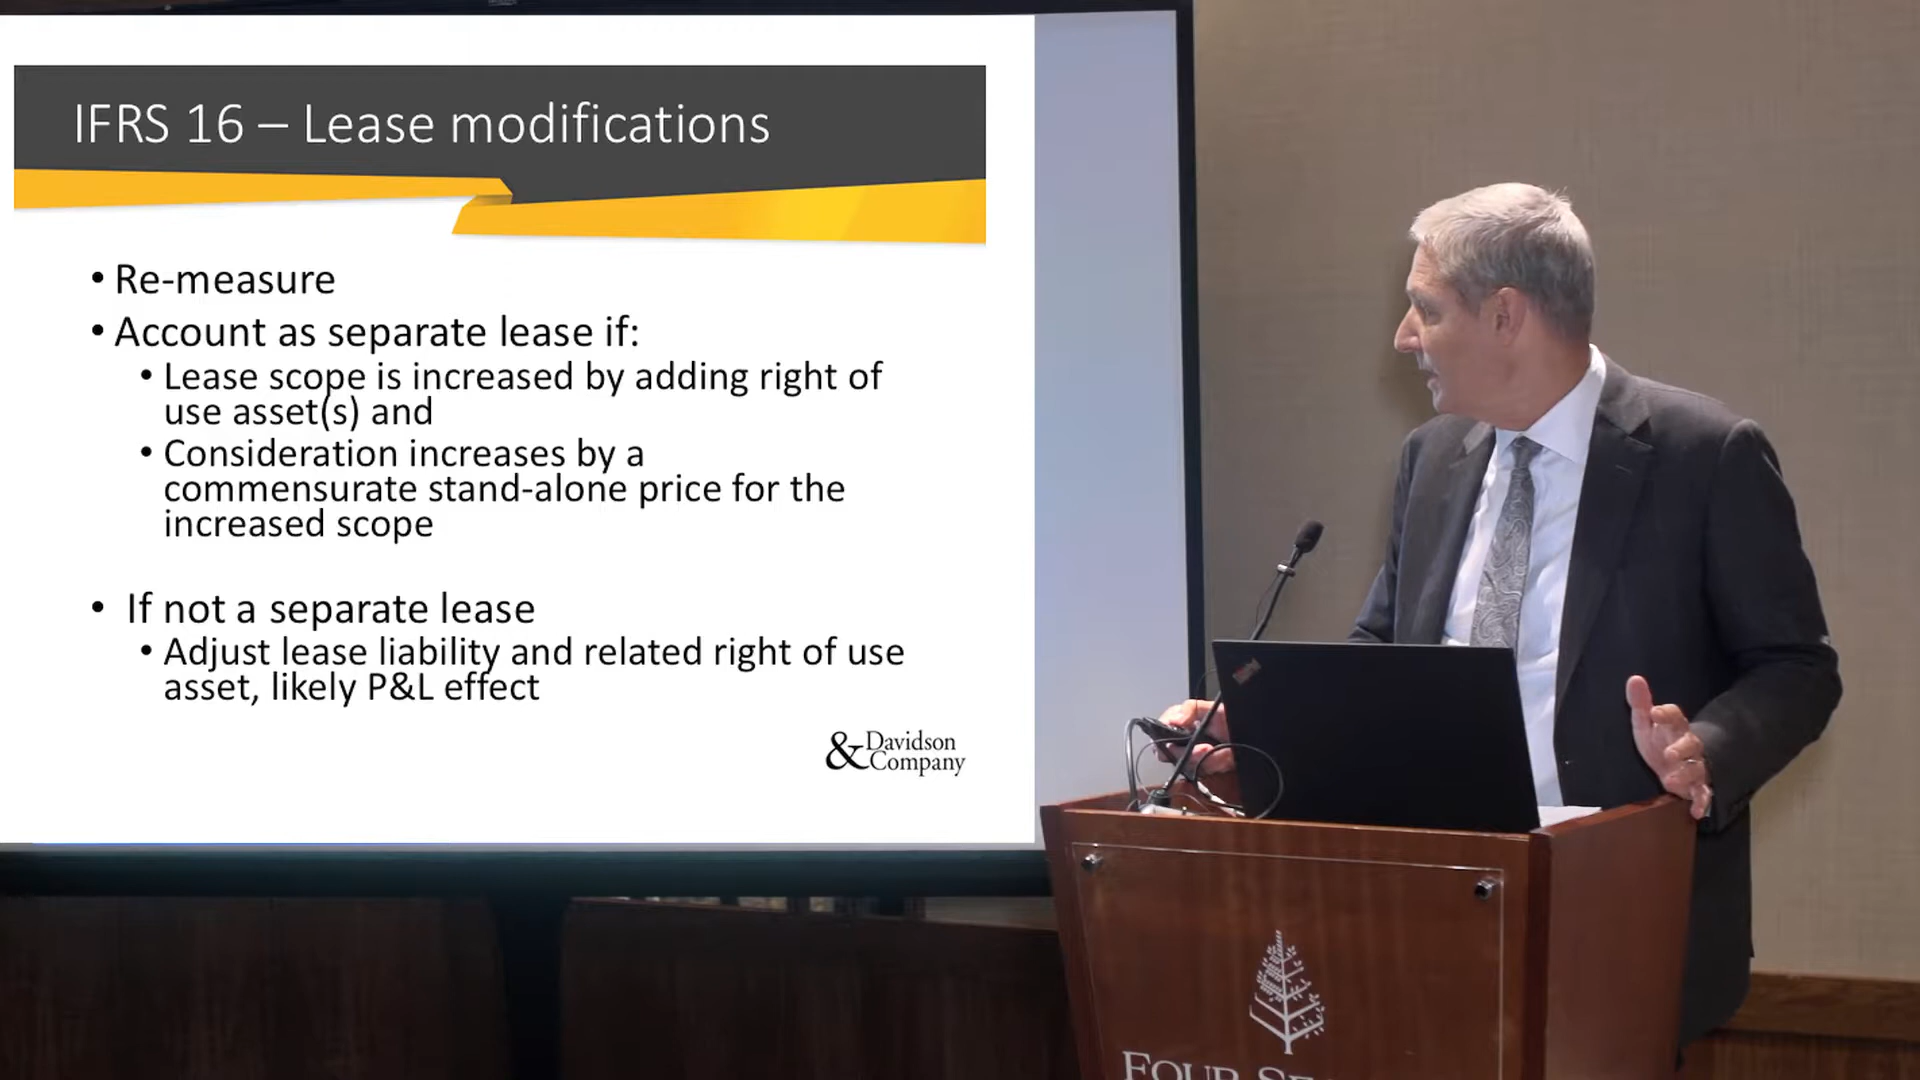 IFRS 16 – Lease modifications
• Re-measure
• Account as separate lease if:
• Lease scope is increased by adding right of
use asset(s) and
• Consideration increases by a
commensurate stand-alone price for the
increased scope
• If not a separate lease
• Adjust lease liability and related right of use
asset, likely P&L effect
& Davidson
Company
FOUR